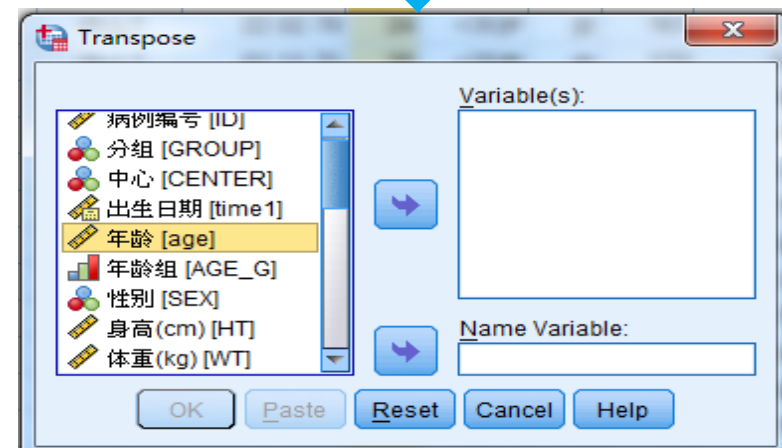 Transpose
Variable(s):
病例编号 [ID]
分组 [GROUP]
中心 [CENTER]
出生日期 [time1]
年龄 [age]
年龄组 [AGE_G]
性别 [SEX]
身高(cm) [HT]
体重(kg) [WT]
Name Variable:
OK Paste Reset Cancel Help